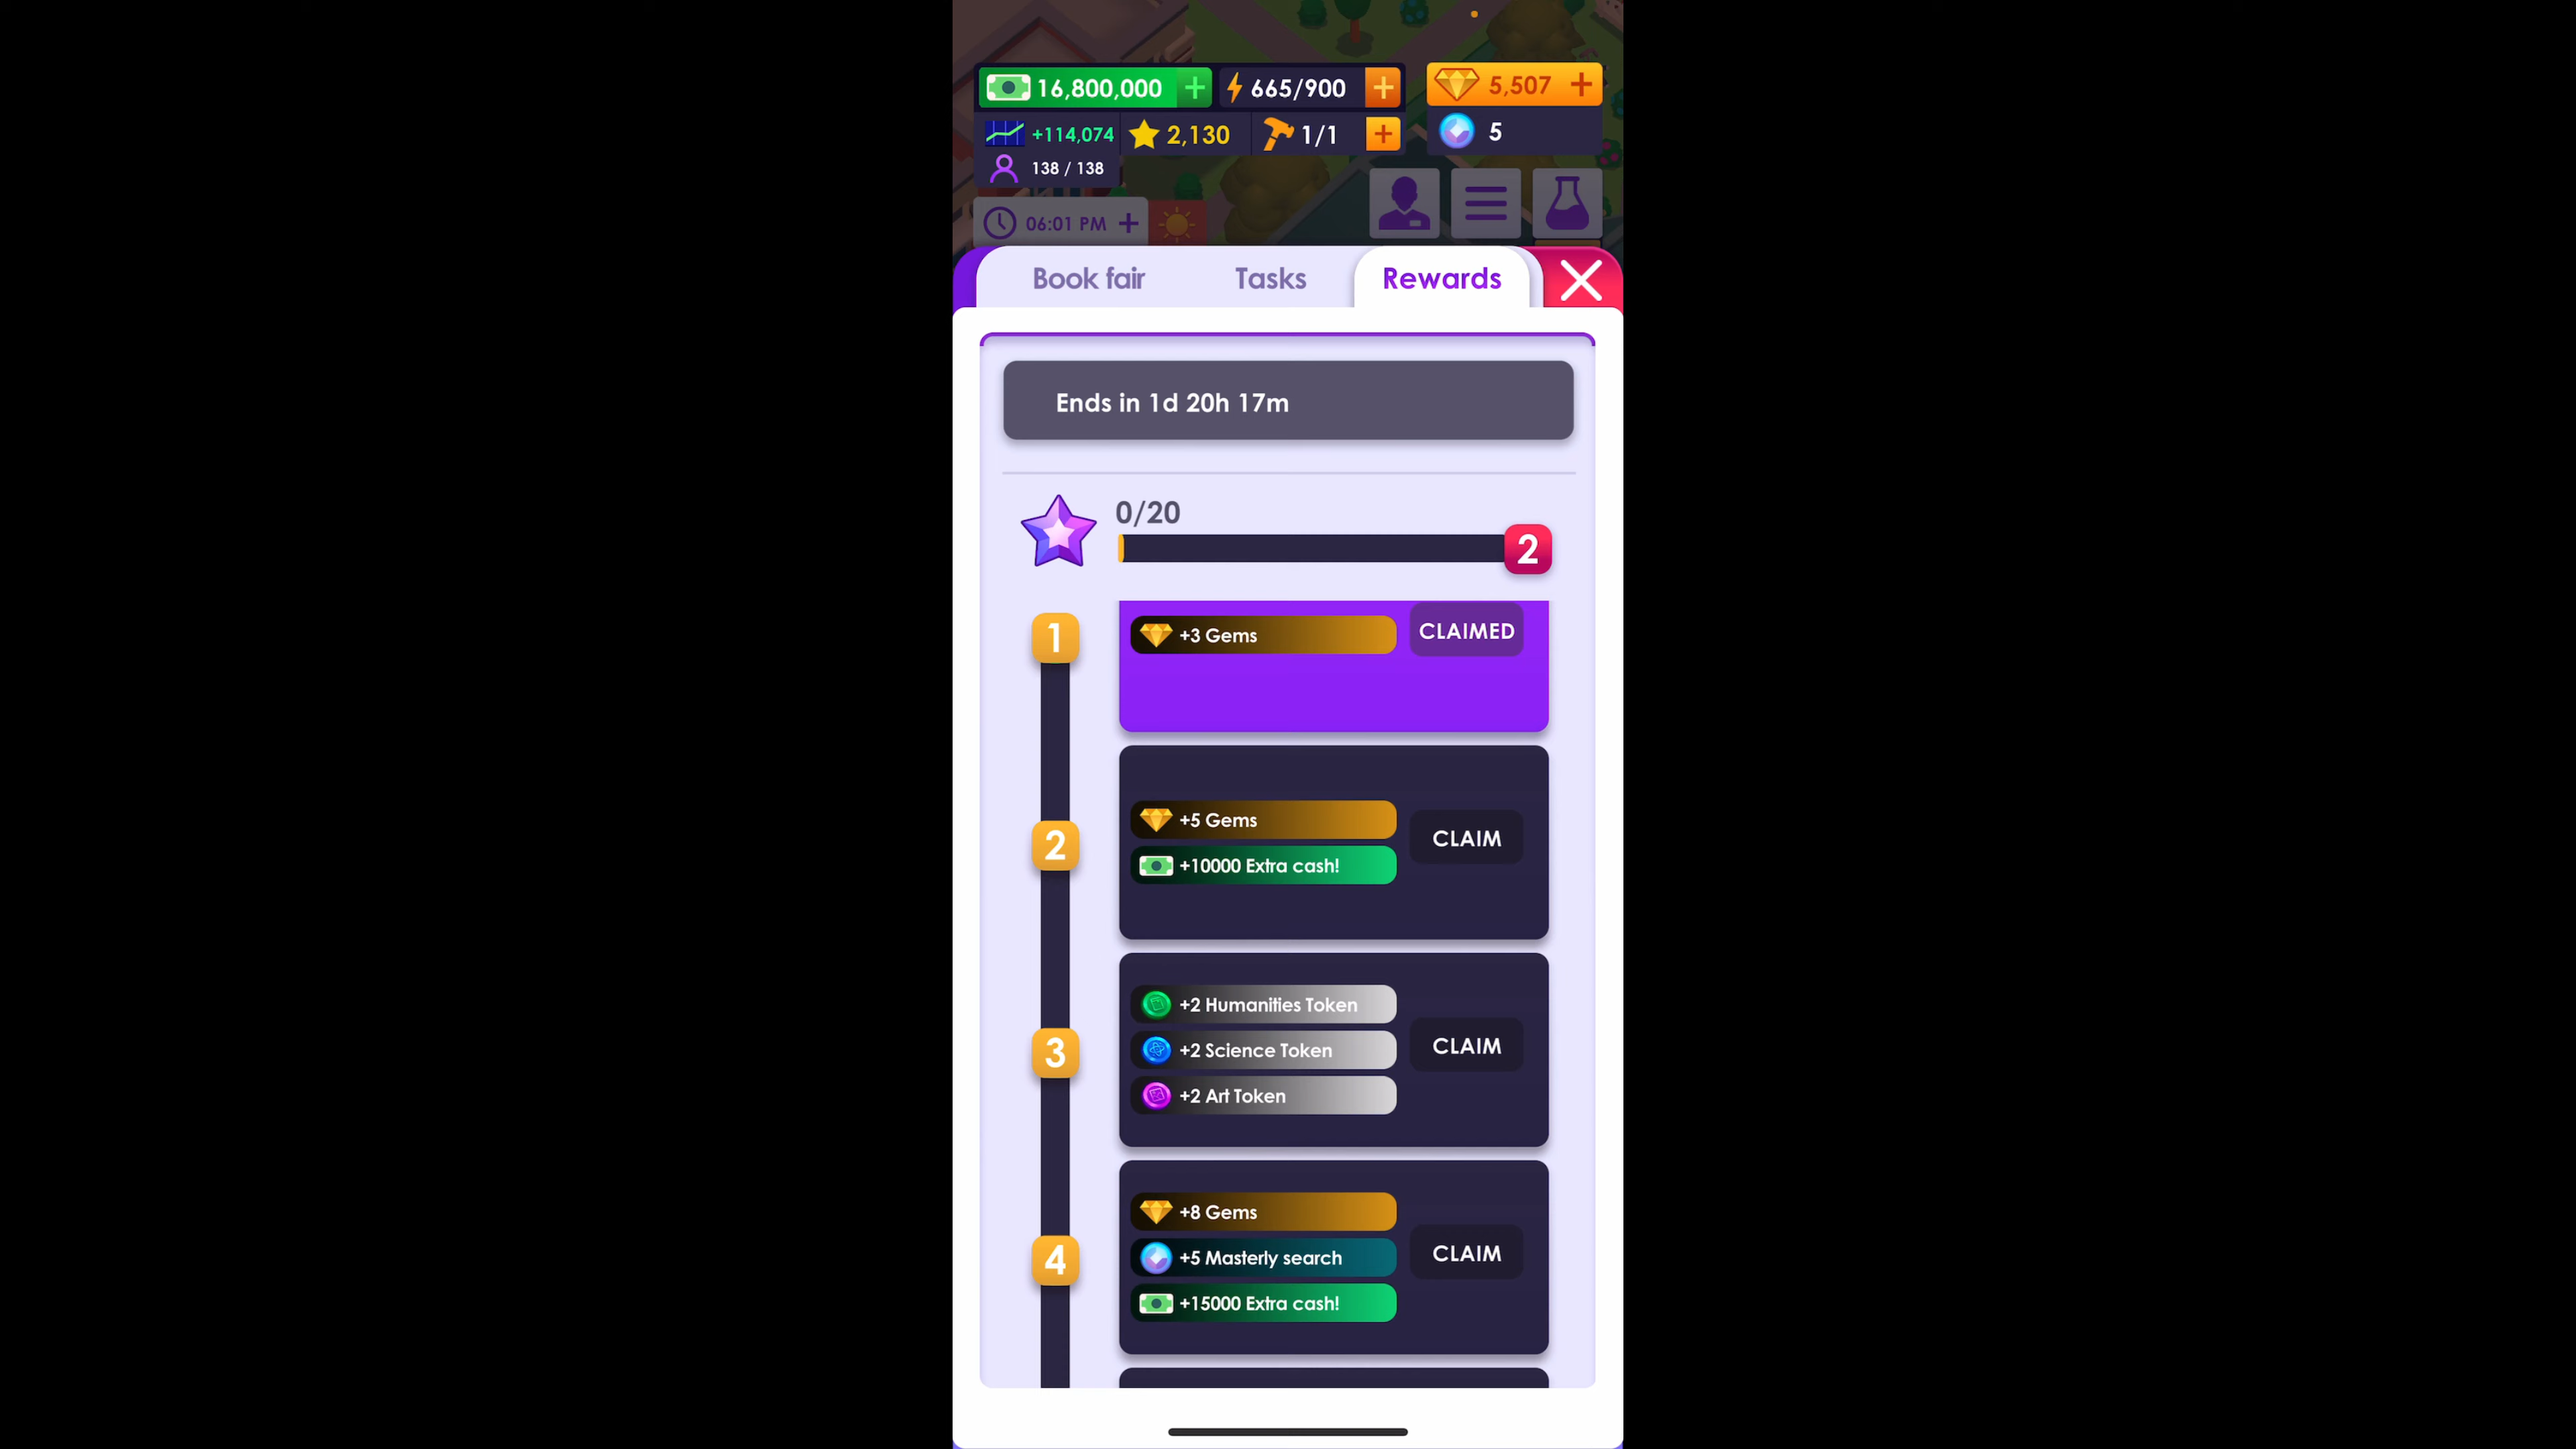 16,800,000
665/900
5,507
+114,074
2,130
1/1
5
138 / 138
06:01 PM
Book fair
Tasks
Rewards
Ends in 1d 20h 17m
0/20
2
1
+3 Gems
CLAIMED
2
+5 Gems
+10000 Extra cash!
CLAIM
3
+2 Humanities Token
+2 Science Token
+2 Art Token
CLAIM
4
+8 Gems
+5 Masterly search
+15000 Extra cash!
CLAIM